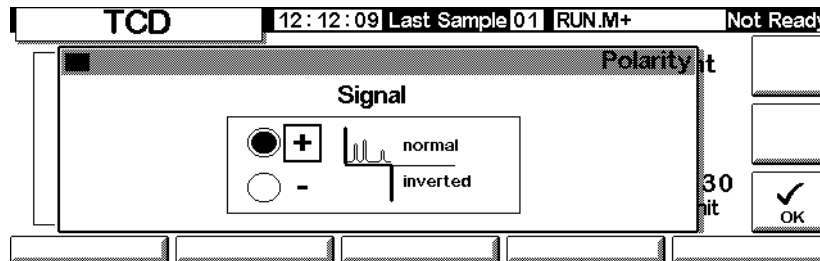 TCD 12:12:09 Last Sample 01 RUN.M+ Not Ready
Polarity
Signal
+ normal
- inverted
30
OK